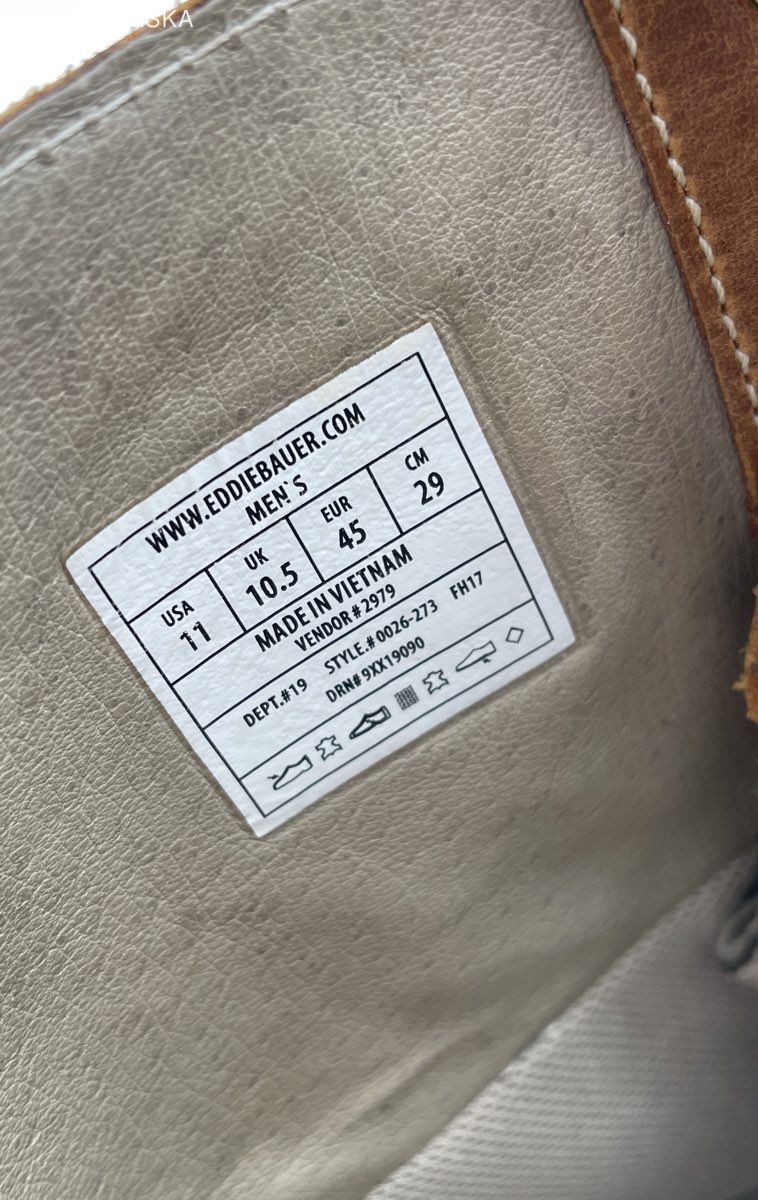 WWW.EDDIEBAUER.COM
MEN`S
USA UK EUR CM
11 10.5 45 29
MADE IN VIETNAM
VENDOR#2979
DEPT.#19 STYLE.#0026-273 FH17
DRN#9XX19090